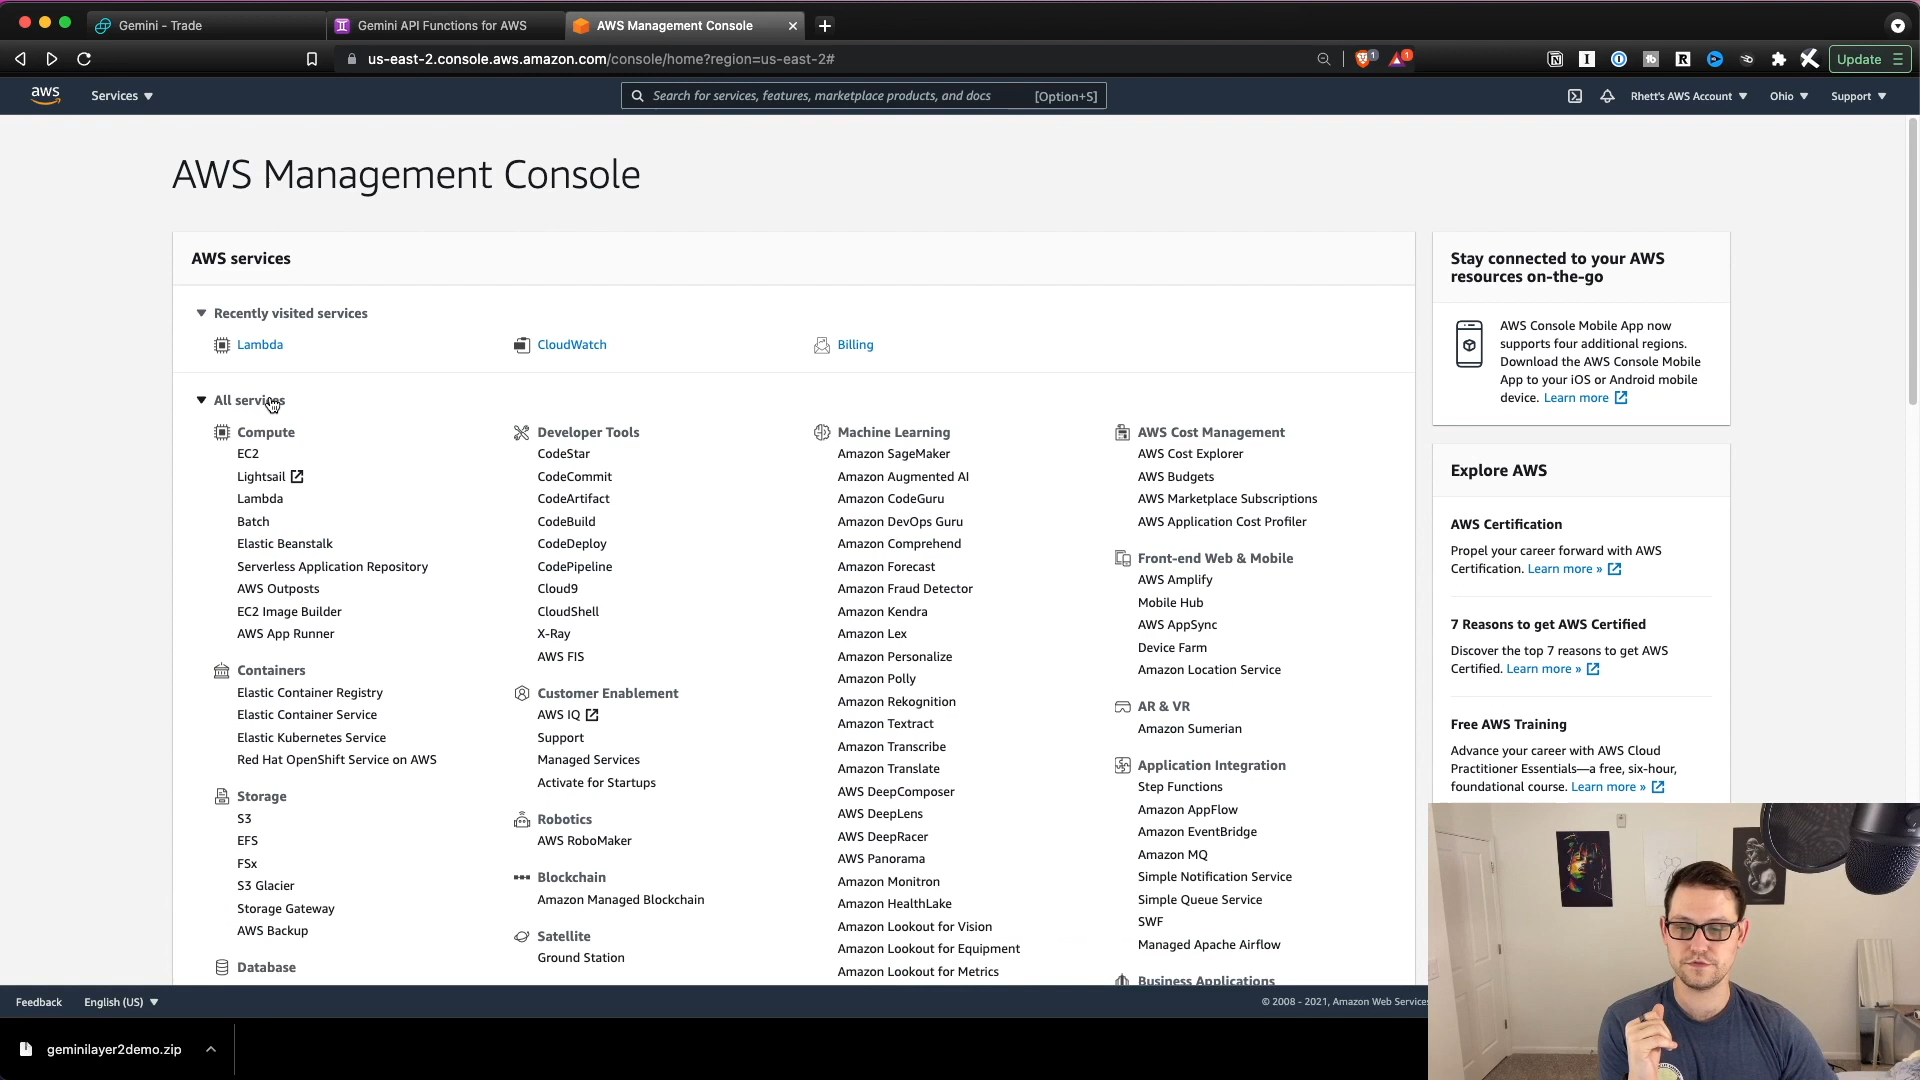 Gemini - Trade
Gemini API Functions for AWS
AWS Management Console
us-east-2.console.aws.amazon.com/console/home?region=us-east-2#
1
1
Update
aws
Services
Search for services, features, marketplace products, and docs
[Option+S]
Rhett's AWS Account
Ohio
Support
AWS Management Console
AWS services
Recently visited services
Lambda
CloudWatch
Billing
All services
Compute
EC2
Lightsail
Lambda
Batch
Elastic Beanstalk
Serverless Application Repository
AWS Outposts
EC2 Image Builder
AWS App Runner
Containers
Elastic Container Registry
Elastic Container Service
Elastic Kubernetes Service
Red Hat OpenShift Service on AWS
Storage
S3
EFS
FSx
S3 Glacier
Storage Gateway
AWS Backup
Database
Developer Tools
CodeStar
CodeCommit
CodeArtifact
CodeBuild
CodeDeploy
CodePipeline
Cloud9
CloudShell
X-Ray
AWS FIS
Customer Enablement
AWS IQ
Support
Managed Services
Activate for Startups
Robotics
AWS RoboMaker
Blockchain
Amazon Managed Blockchain
Satellite
Ground Station
Machine Learning
Amazon SageMaker
Amazon Augmented AI
Amazon CodeGuru
Amazon DevOps Guru
Amazon Comprehend
Amazon Forecast
Amazon Fraud Detector
Amazon Kendra
Amazon Lex
Amazon Personalize
Amazon Polly
Amazon Rekognition
Amazon Textract
Amazon Transcribe
Amazon Translate
AWS DeepComposer
AWS DeepLens
AWS DeepRacer
AWS Panorama
Amazon Monitron
Amazon HealthLake
Amazon Lookout for Vision
Amazon Lookout for Equipment
Amazon Lookout for Metrics
AWS Cost Management
AWS Cost Explorer
AWS Budgets
AWS Marketplace Subscriptions
AWS Application Cost Profiler
Front-end Web & Mobile
AWS Amplify
Mobile Hub
AWS AppSync
Device Farm
Amazon Location Service
AR & VR
Amazon Sumerian
Application Integration
Step Functions
Amazon AppFlow
Amazon EventBridge
Amazon MQ
Simple Notification Service
Simple Queue Service
SWF
Managed Apache Airflow
Business Applications
Stay connected to your AWS
resources on-the-go
AWS Console Mobile App now
supports four additional regions.
Download the AWS Console Mobile
App to your iOS or Android mobile
device. Learn more
Explore AWS
AWS Certification
Propel your career forward with AWS
Certification. Learn more »
7 Reasons to get AWS Certified
Discover the top 7 reasons to get AWS
Certified. Learn more »
Free AWS Training
Advance your career with AWS Cloud
Practitioner Essentials—a free, six-hour,
foundational course. Learn more »
Feedback
English (US)
© 2008 - 2021, Amazon Web Services
geminilayer2demo.zip